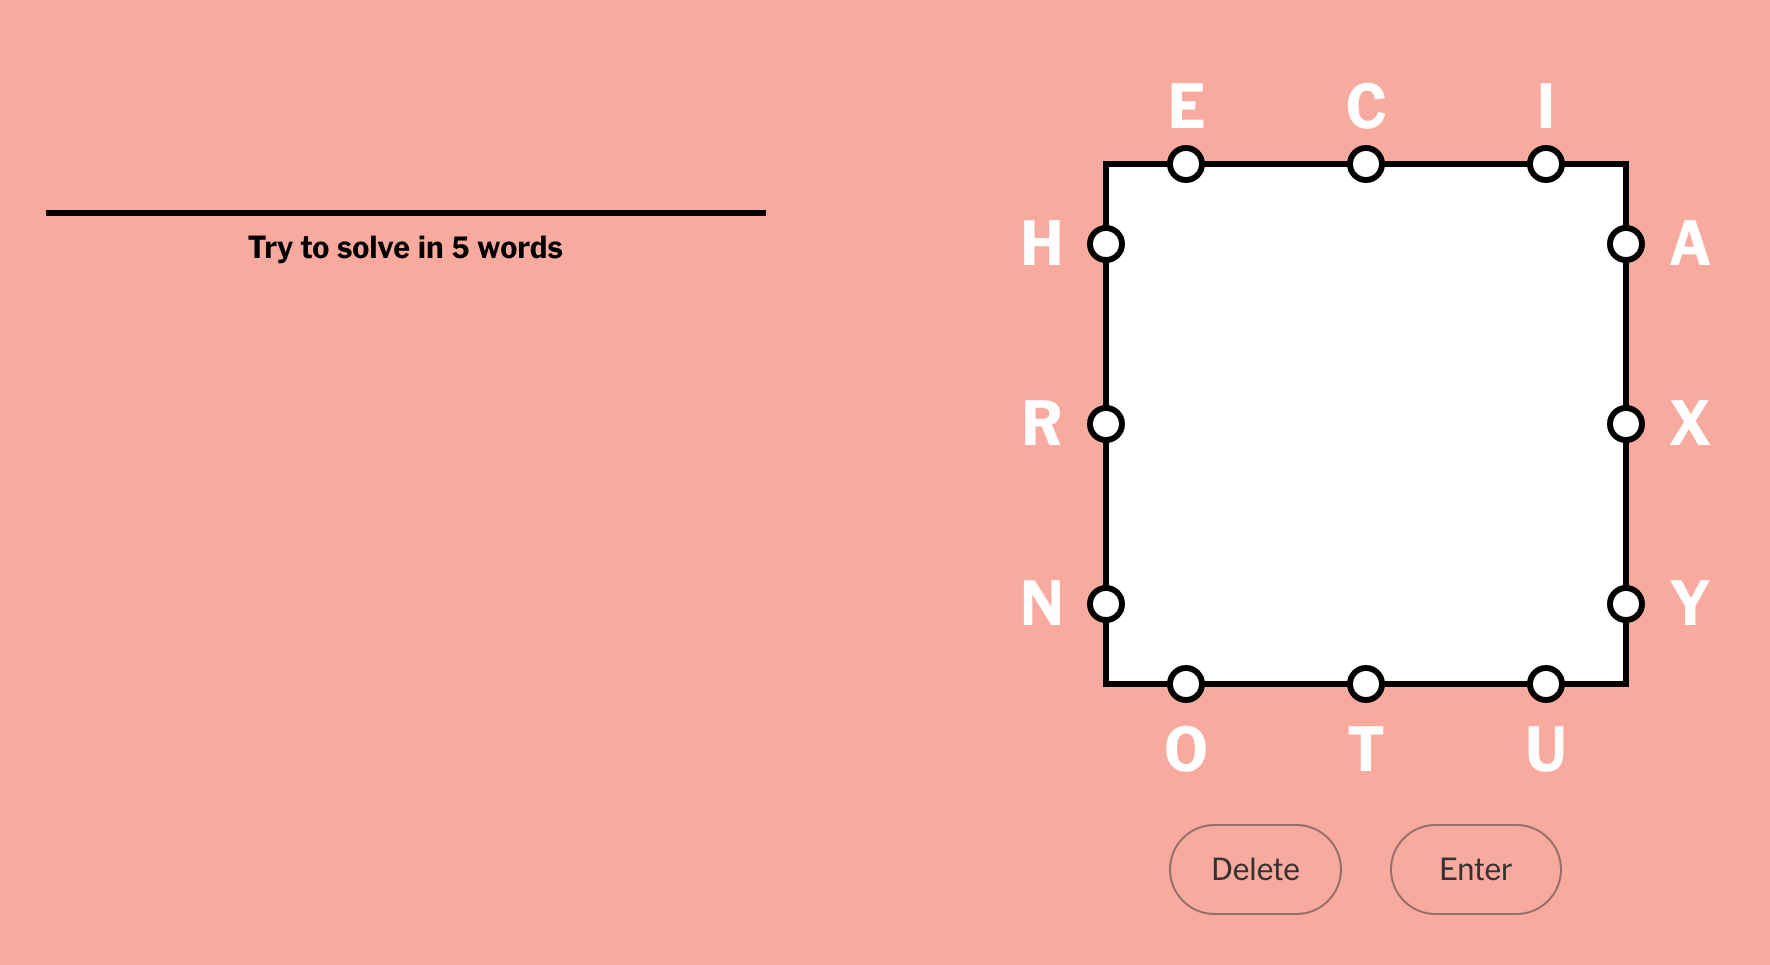 E C I
H A
Try to solve in 5 words
R X
N Y
O T U
Delete Enter